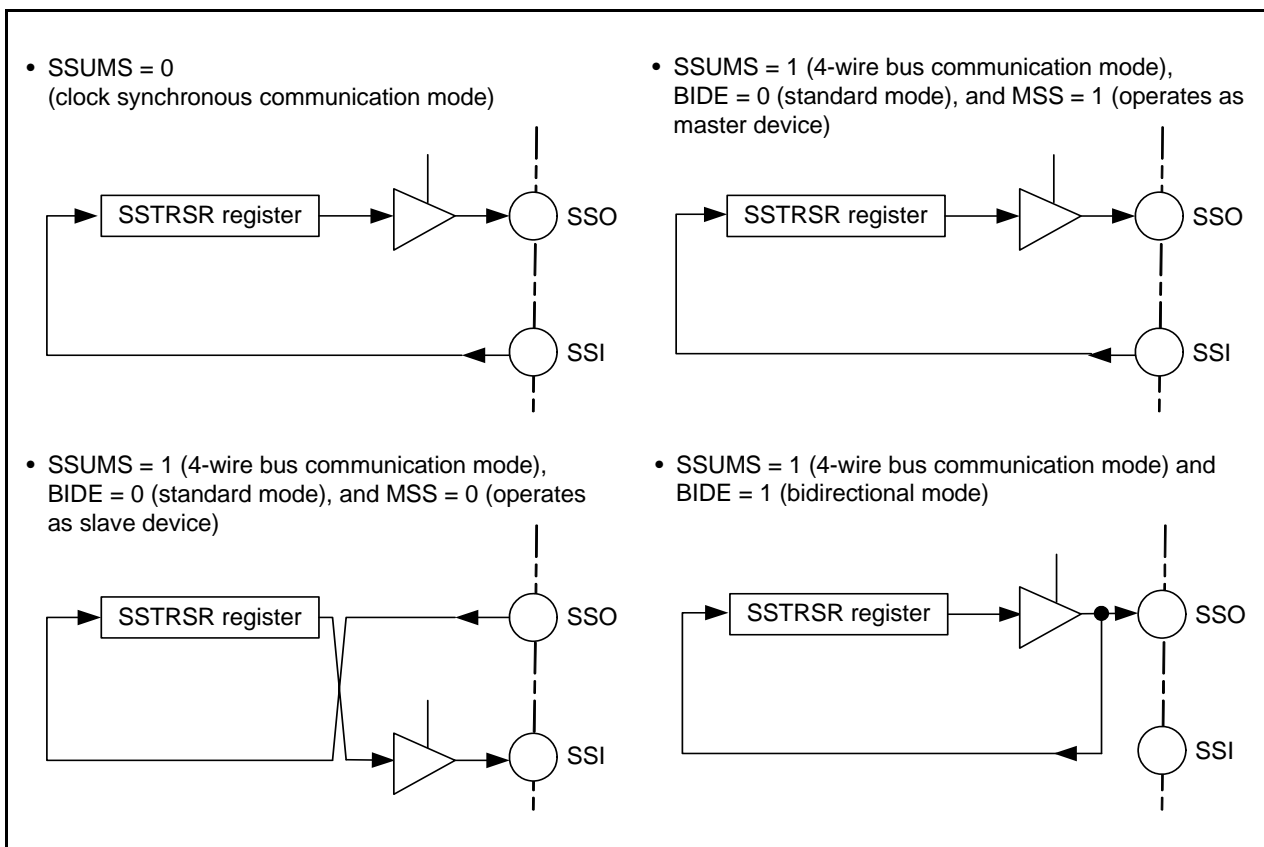 • SSUMS = 0
(clock synchronous communication mode)
SSTRSR register
SSO
SSI
• SSUMS = 1 (4-wire bus communication mode),
BIDE = 0 (standard mode), and MSS = 1 (operates as
master device)
SSTRSR register
SSO
SSI
• SSUMS = 1 (4-wire bus communication mode),
BIDE = 0 (standard mode), and MSS = 0 (operates
as slave device)
SSTRSR register
SSO
SSI
• SSUMS = 1 (4-wire bus communication mode) and
BIDE = 1 (bidirectional mode)
SSTRSR register
SSO
SSI